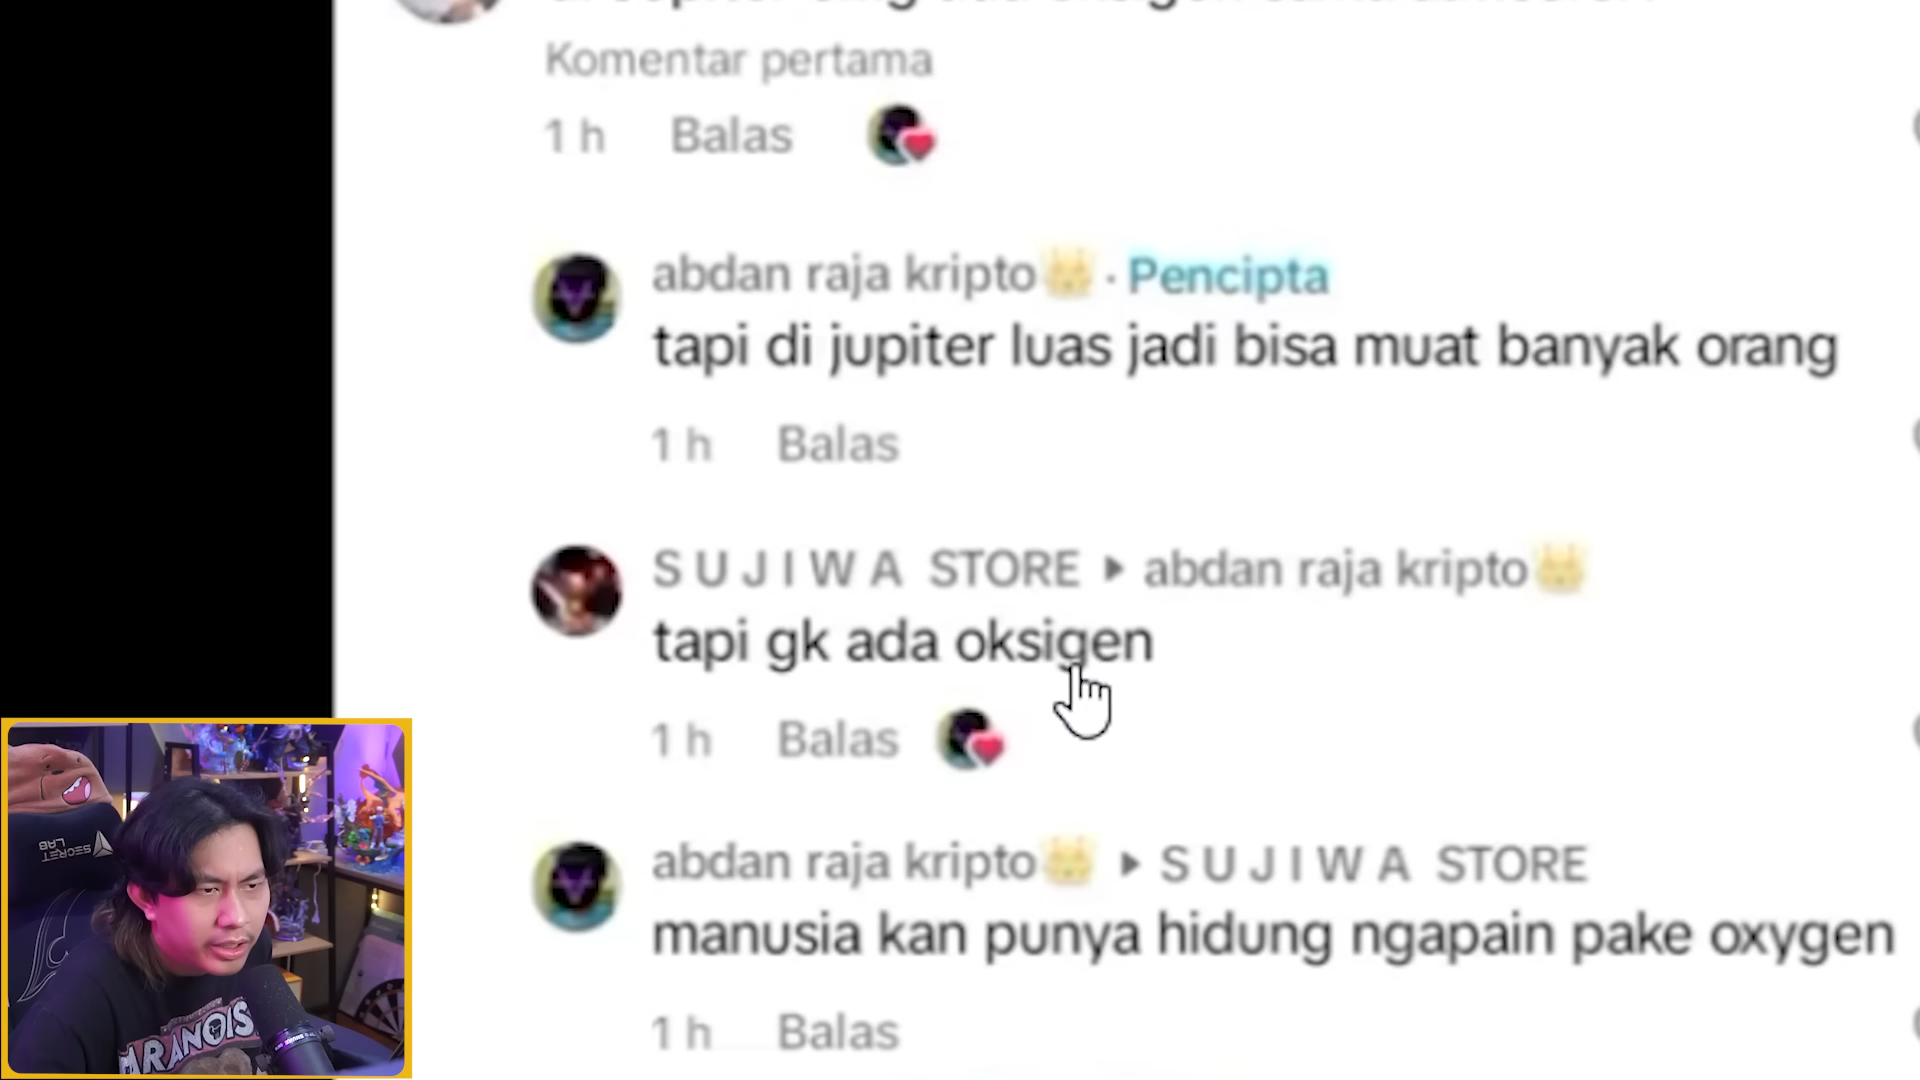 Komentar pertama
1 h Balas
abdan raja kripto · Pencipta
tapi di jupiter luas jadi bisa muat banyak orang
1 h Balas
S U J I W A STORE ▸ abdan raja kripto
tapi gk ada oksigen
1 h Balas
abdan raja kripto ▸ S U J I W A STORE
manusia kan punya hidung ngapain pake oxygen
1 h Balas
SECRET
LAB